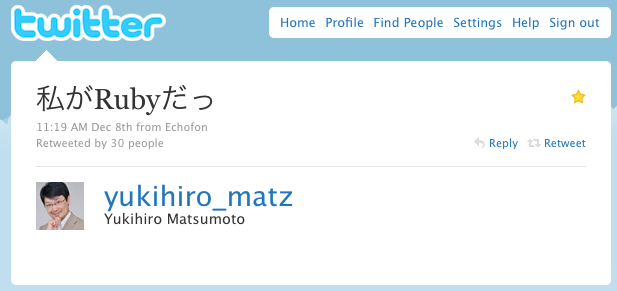 twitter
Home Profile Find People Settings Help Sign out
私がRubyだっ
11:19 AM Dec 8th from Echofon
Retweeted by 30 people
Reply Retweet
yukihiro_matz
Yukihiro Matsumoto